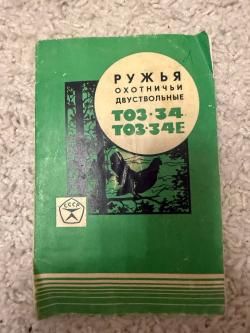 РУЖЬЯ
ОХОТНИЧЬИ
ДВУСТВОЛЬНЫЕ
ТОЗ-34
ТОЗ-34Е
СССР